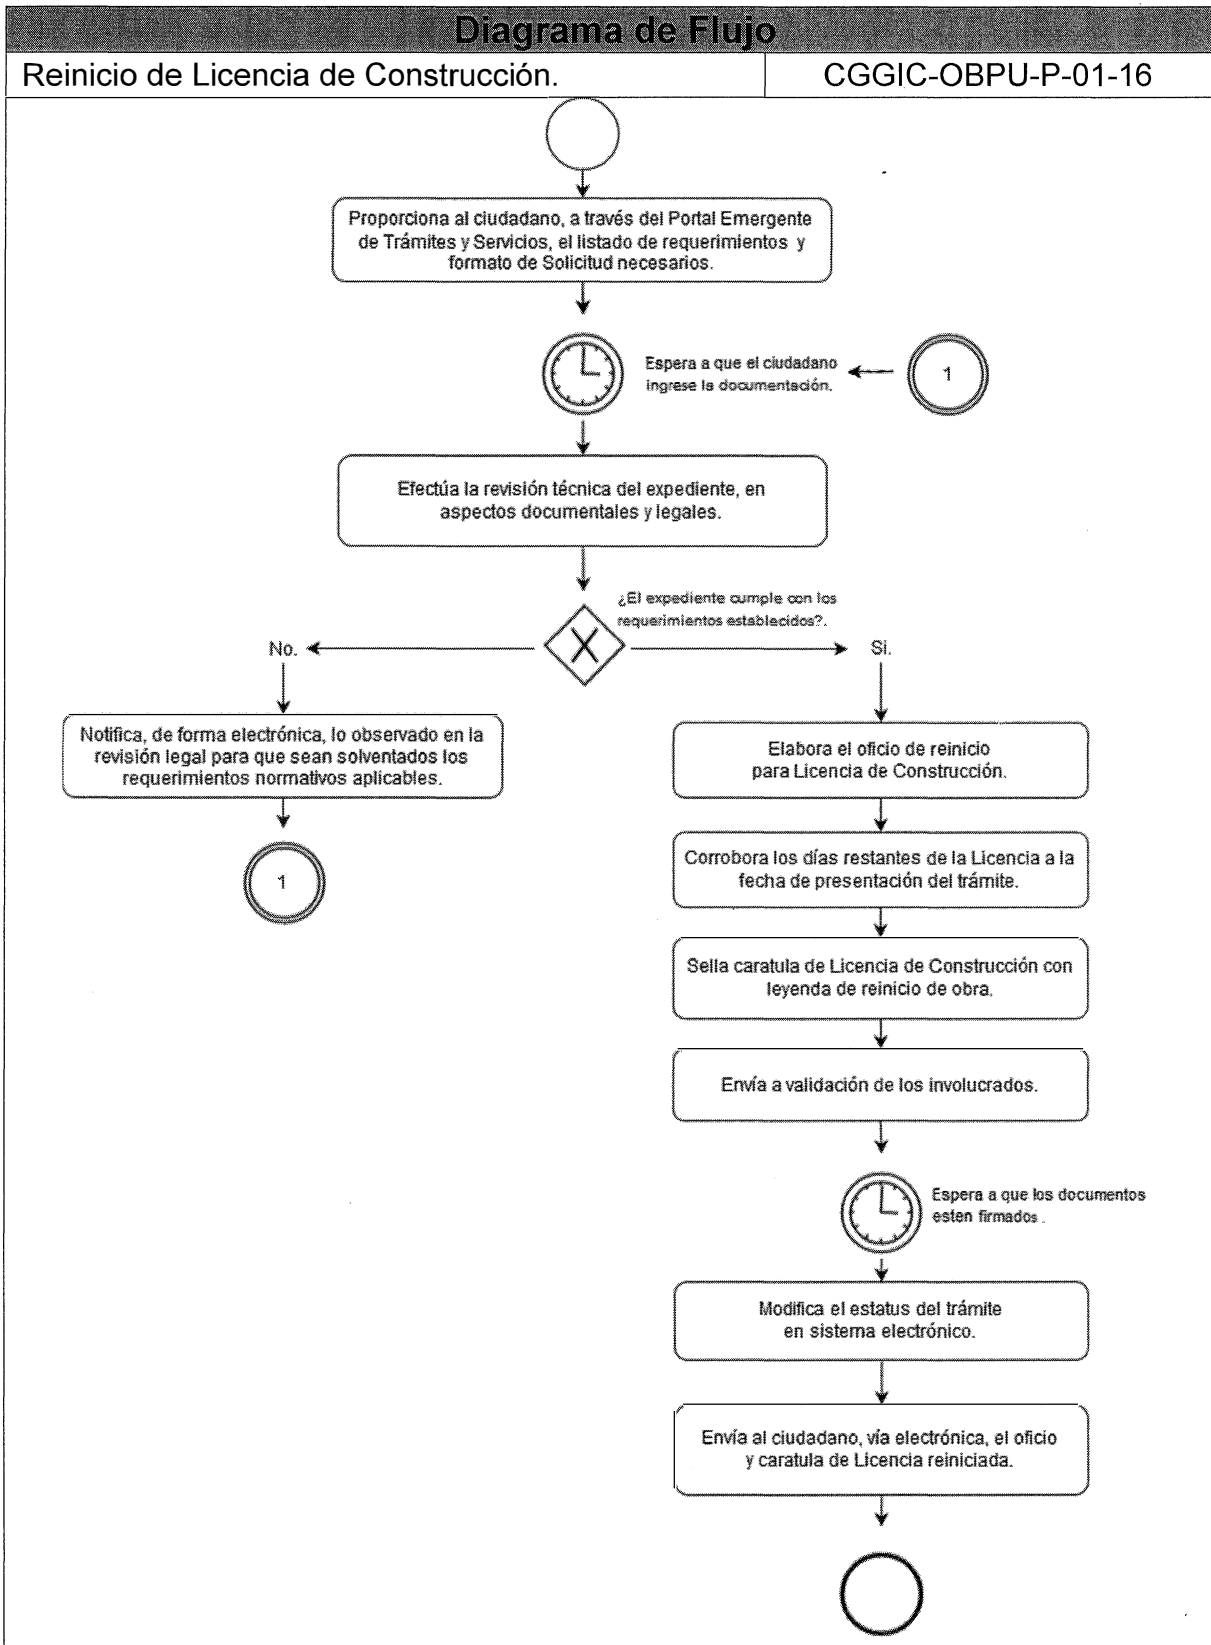 Diagrama de Flujo
Reinicio de Licencia de Construcción.
CGGIC-OBPU-P-01-16
Proporciona al ciudadano, a través del Portal Emergente
de Trámites y Servicios, el listado de requerimientos y
formato de Solicitud necesarios.
Espera a que el ciudadano
ingrese la documentación.
1
Efectúa la revisión técnica del expediente, en
aspectos documentales y legales.
¿El expediente cumple con los
requerimientos establecidos?.
No.
Si.
Notifica, de forma electrónica, lo observado en la
revisión legal para que sean solventados los
requerimientos normativos aplicables.
1
Elabora el oficio de reinicio
para Licencia de Construcción.
Corrobora los días restantes de la Licencia a la
fecha de presentación del trámite.
Sella caratula de Licencia de Construcción con
leyenda de reinicio de obra.
Envía a validación de los involucrados.
Espera a que los documentos
esten firmados.
Modifica el estatus del trámite
en sistema electrónico.
Envía al ciudadano, vía electrónica, el oficio
y caratula de Licencia reiniciada.